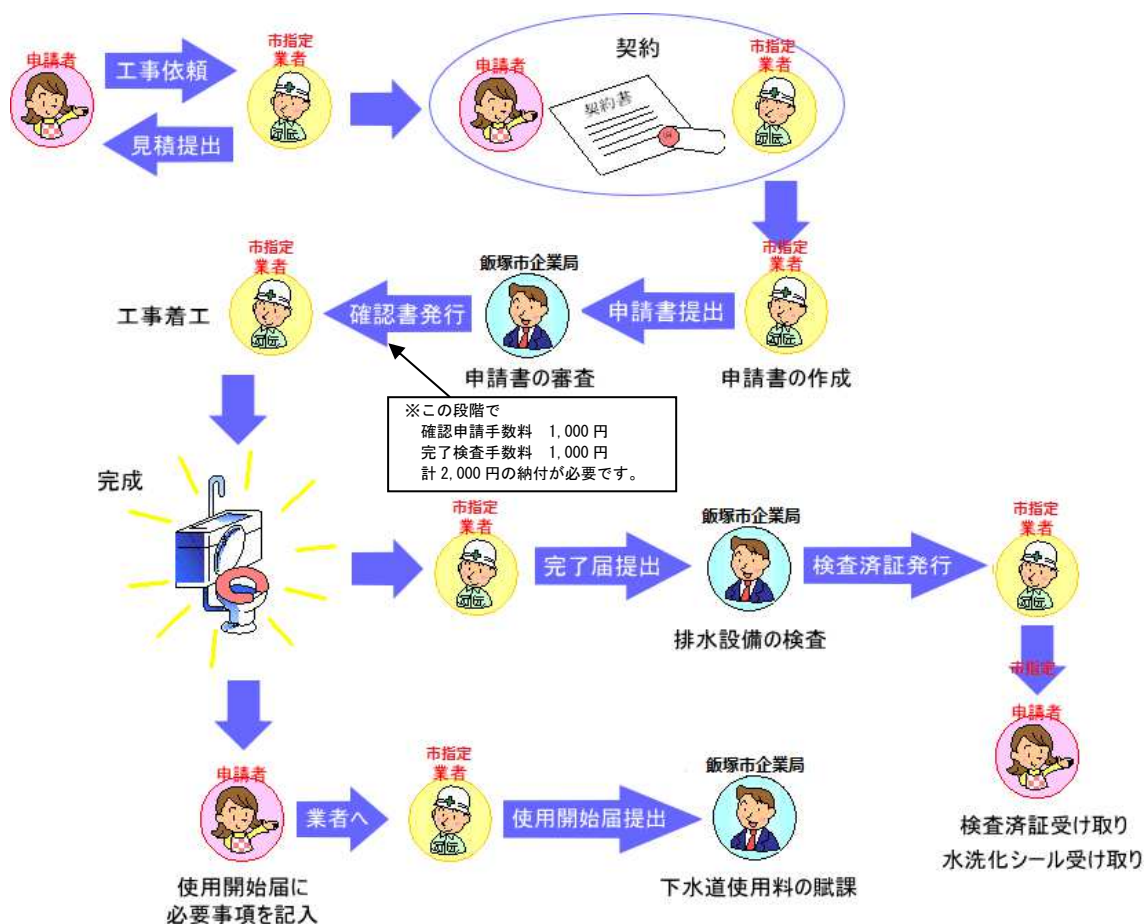 申請者
工事依頼
見積提出
市指定
業者
契約
申請者
契約書
市指定
業者
市指定
業者
申請書の作成
申請書提出
飯塚市企業局
申請書の審査
確認書発行
市指定
業者
工事着工
※この段階で
確認申請手数料 1,000円
完了検査手数料 1,000円
計2,000円の納付が必要です。
完成
市指定
業者
完了届提出
飯塚市企業局
排水設備の検査
検査済証発行
市指定
業者
市指定
申請者
検査済証受け取り
水洗化シール受け取り
申請者
使用開始届に
必要事項を記入
業者へ
市指定
業者
使用開始届提出
飯塚市企業局
下水道使用料の賦課